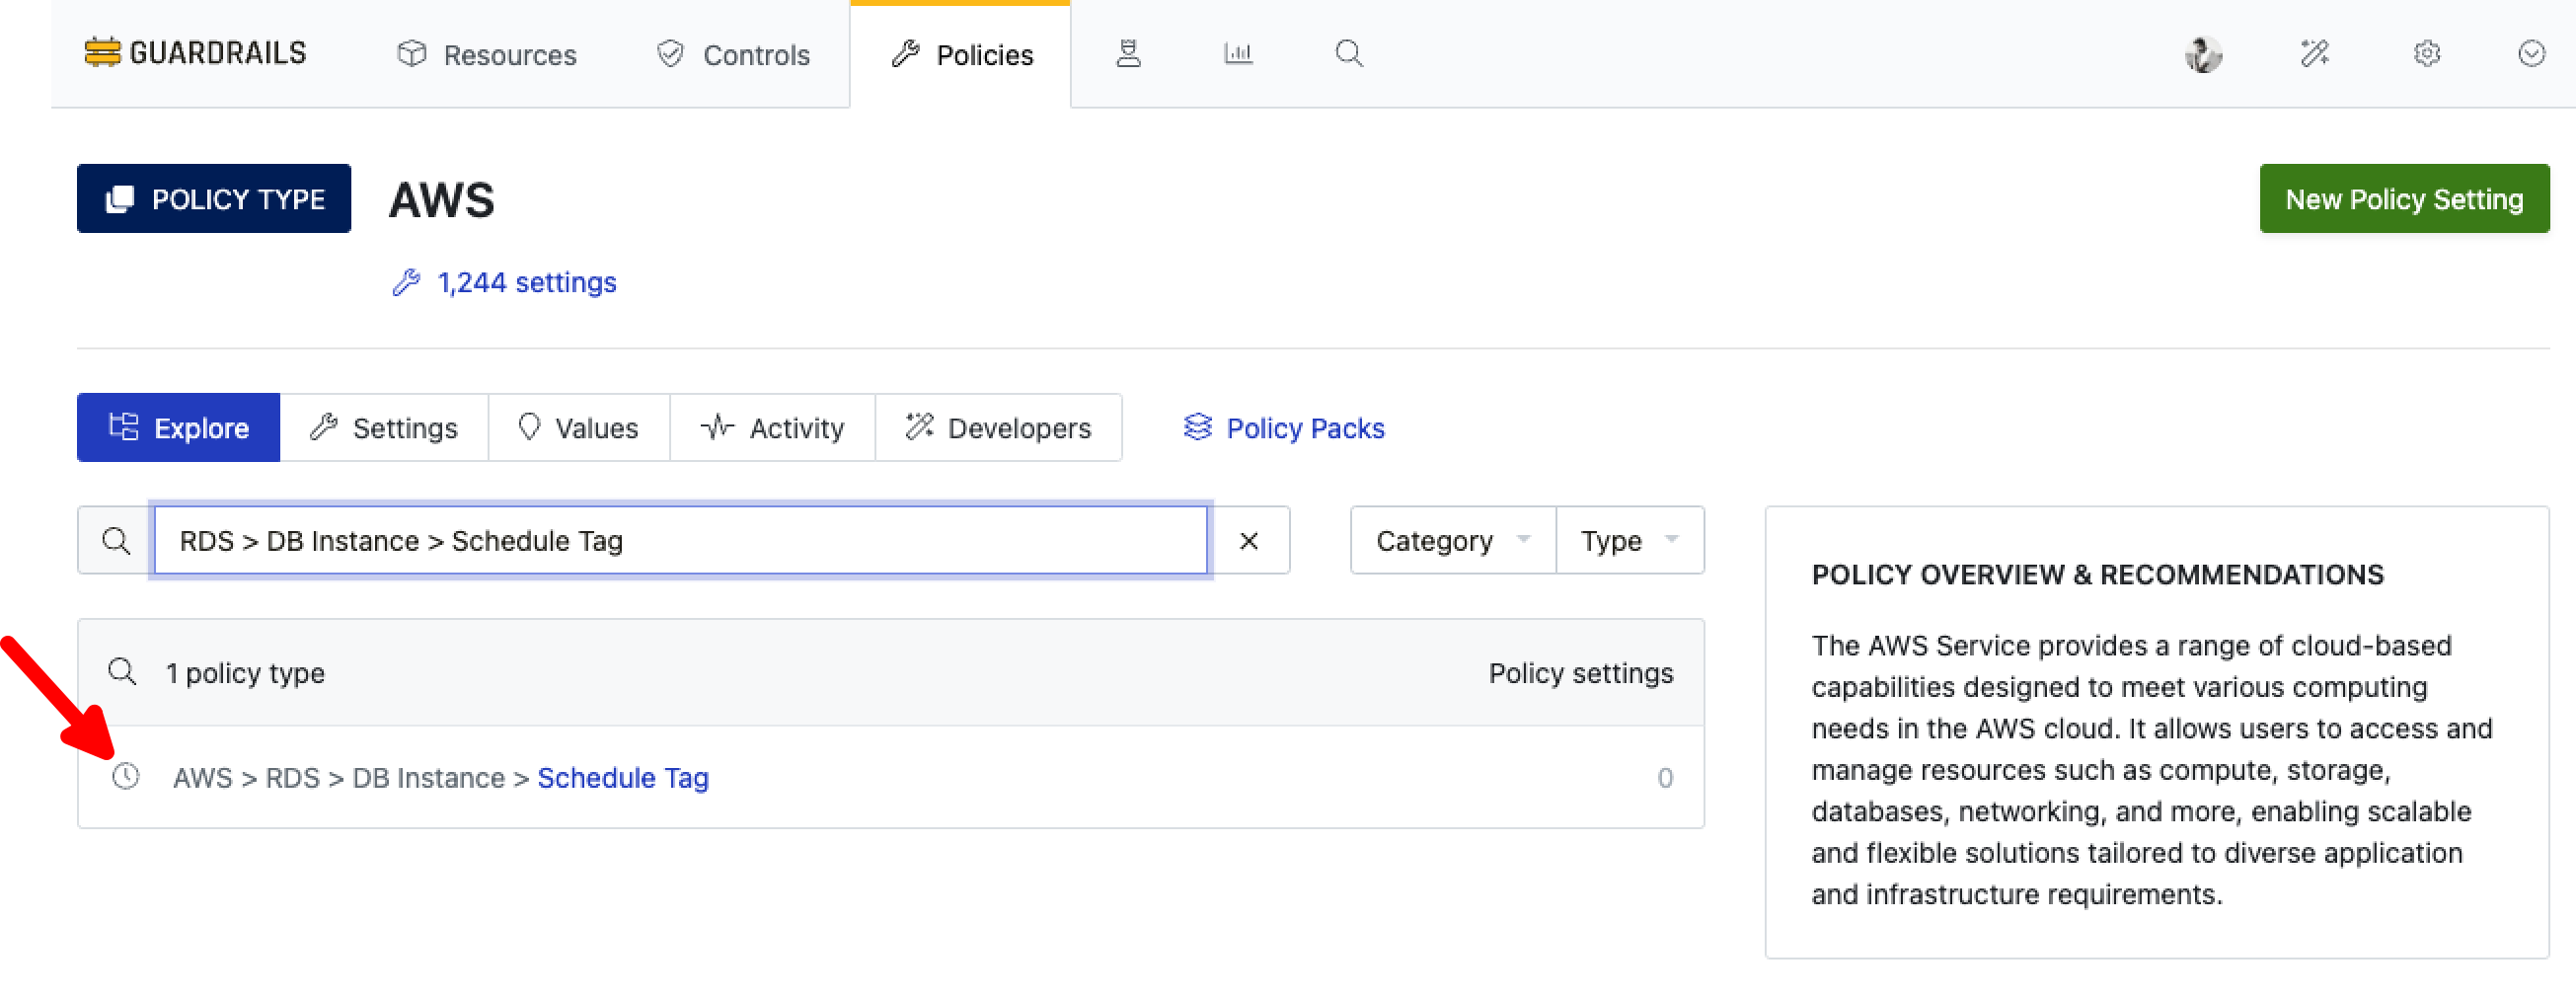 GUARDRAILS Resources Controls Policies
POLICY TYPE AWS New Policy Setting
1,244 settings
Explore Settings Values Activity Developers Policy Packs
RDS > DB Instance > Schedule Tag × Category Type
1 policy type Policy settings
AWS > RDS > DB Instance > Schedule Tag 0
POLICY OVERVIEW & RECOMMENDATIONS
The AWS Service provides a range of cloud-based
capabilities designed to meet various computing
needs in the AWS cloud. It allows users to access and
manage resources such as compute, storage,
databases, networking, and more, enabling scalable
and flexible solutions tailored to diverse application
and infrastructure requirements.